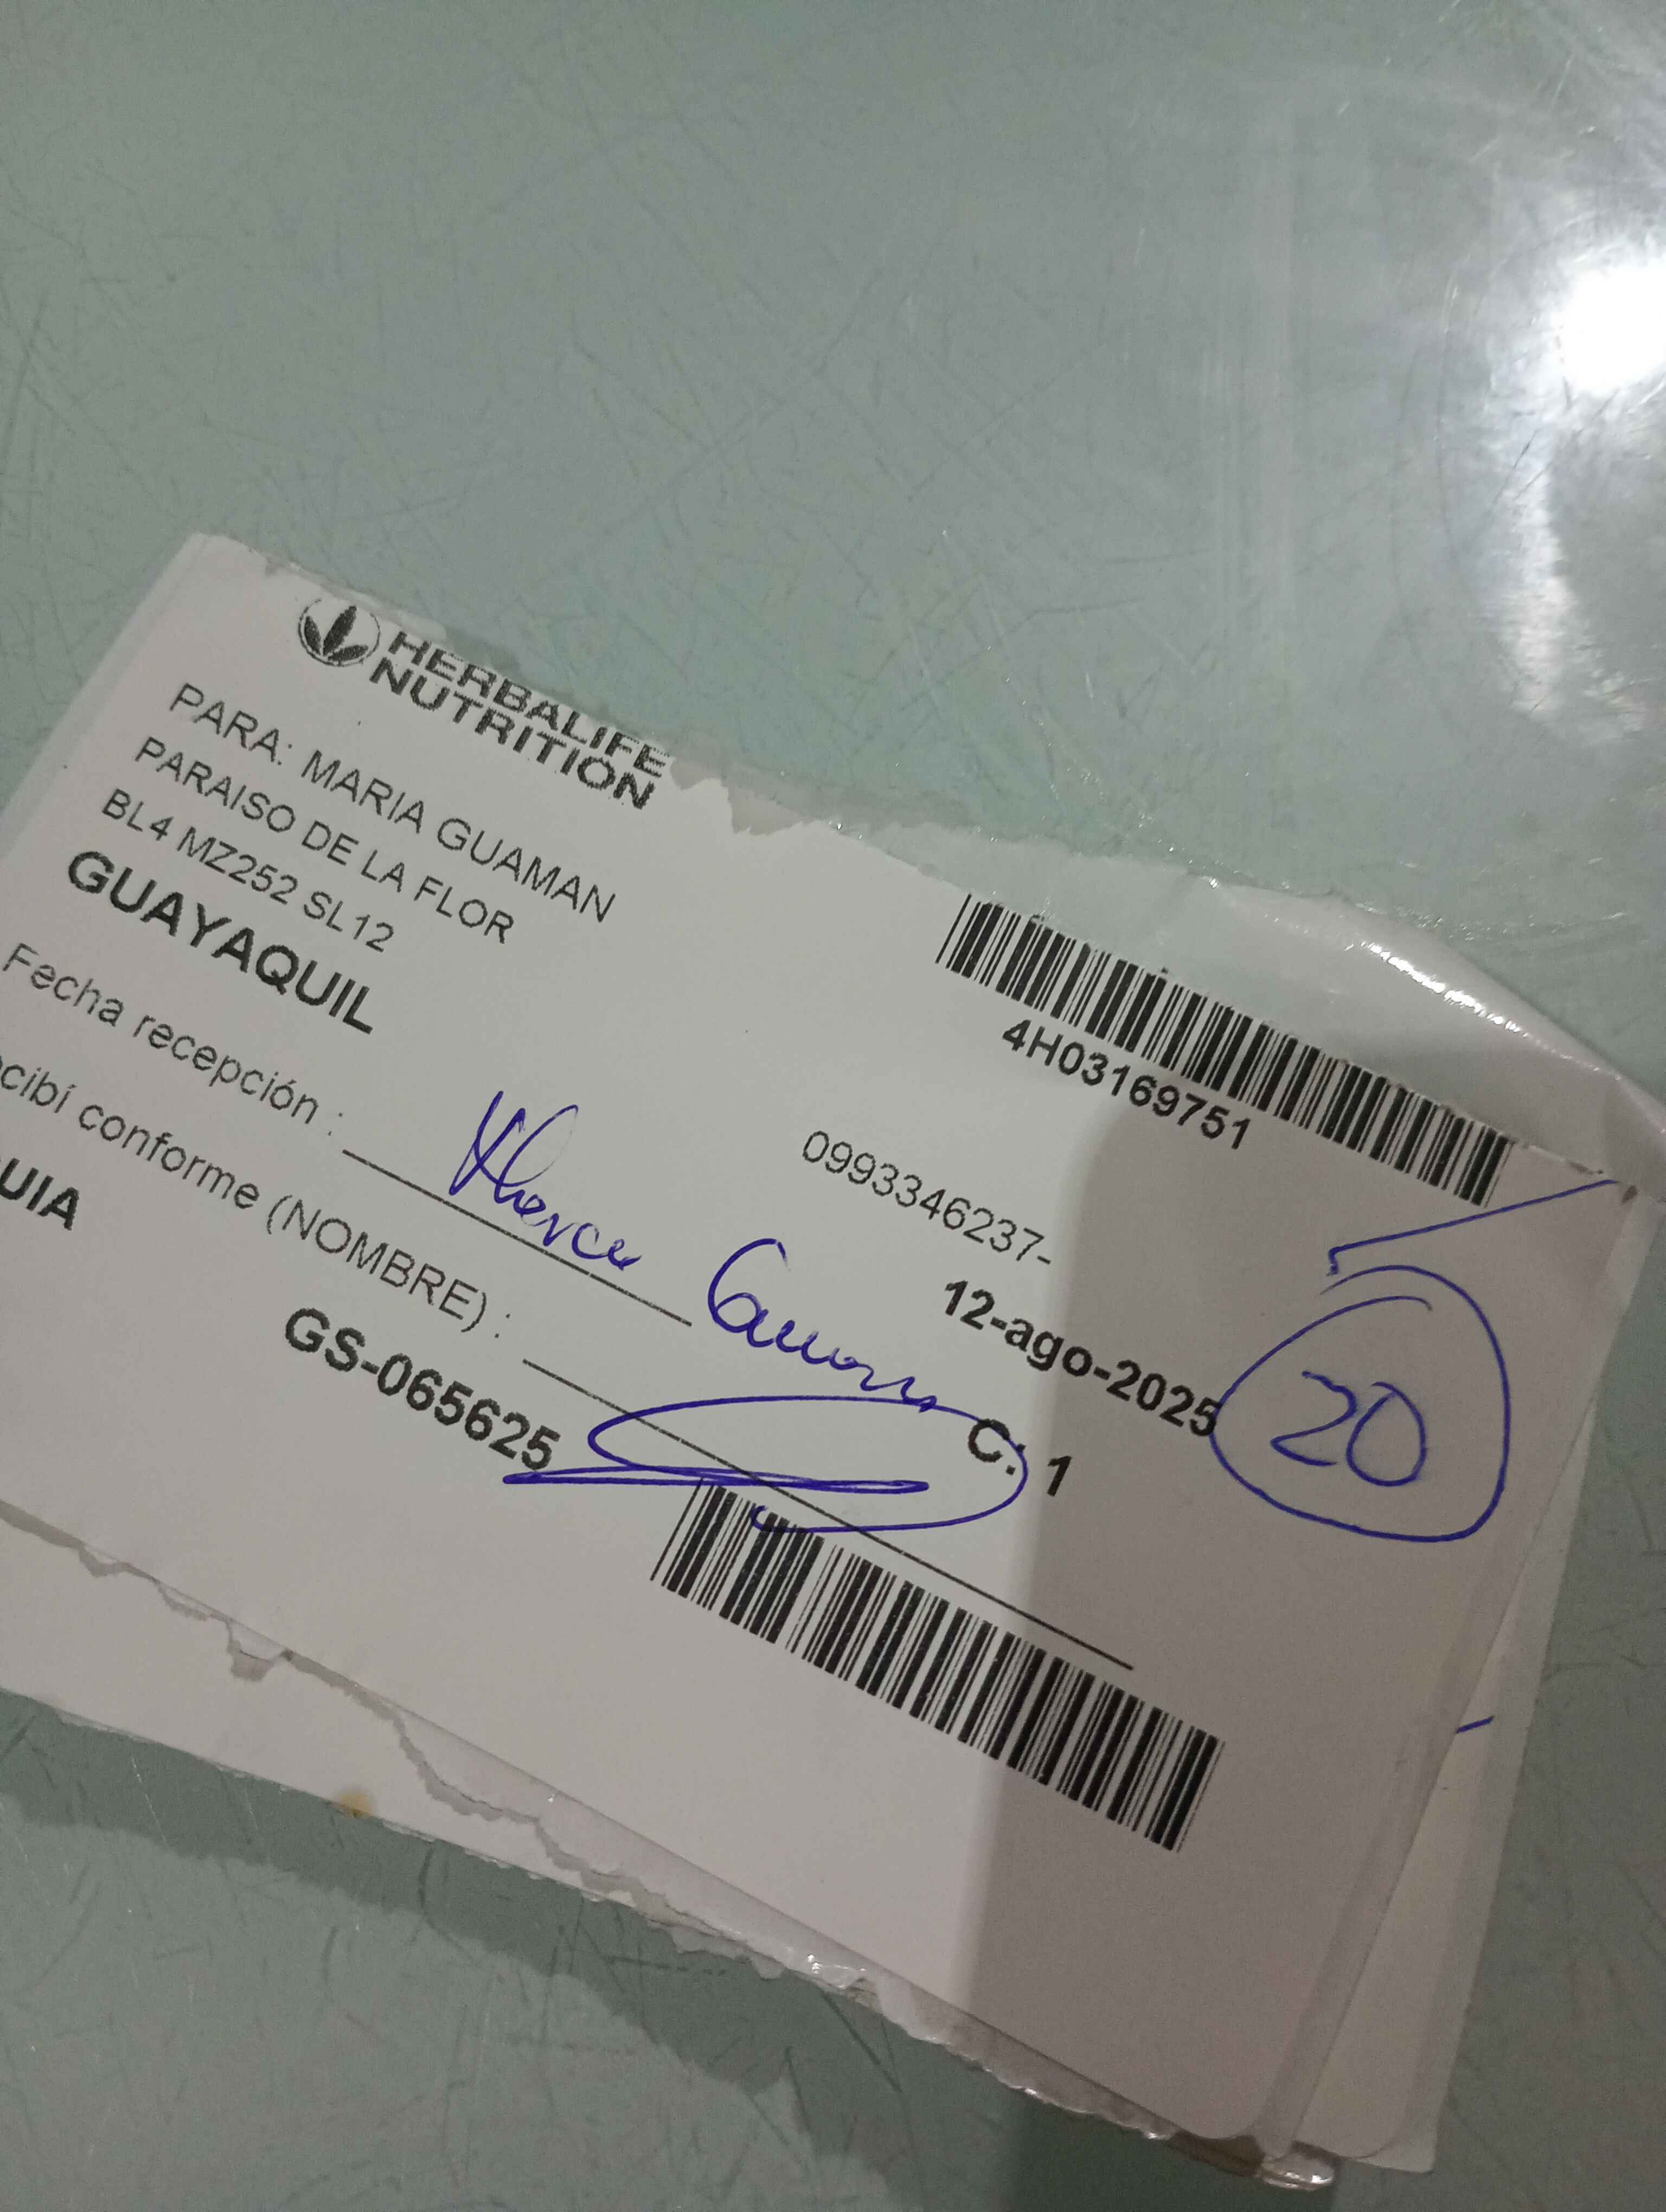 HERBALIFE
NUTRITION
PARA: MARIA GUAMAN
PARAISO DE LA FLOR
BL4 MZ252 SL12
GUAYAQUIL
4H03169751
0993346237-
Fecha recepción :
12-ago-2025
20
cibí conforme (NOMBRE) :
C: 1
UIA
GS-065625